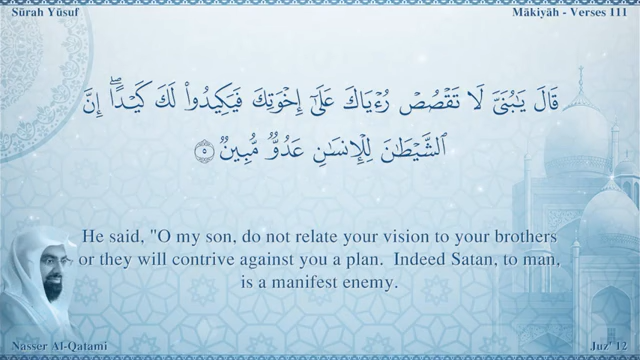 Sūrah Yūsuf
Mākiyāh - Verses 111
قَالَ يَٰبُنَىَّ لَا تَقْصُصْ رُءْيَاكَ عَلَىٰٓ إِخْوَتِكَ فَيَكِيدُوا۟ لَكَ كَيْدًا ۖ إِنَّ
ٱلشَّيْطَٰنَ لِلْإِنسَٰنِ عَدُوٌّ مُّبِينٌ ۝٥
He said, "O my son, do not relate your vision to your brothers
or they will contrive against you a plan. Indeed Satan, to man,
is a manifest enemy.
Nasser Al-Qatami
Juz' 12